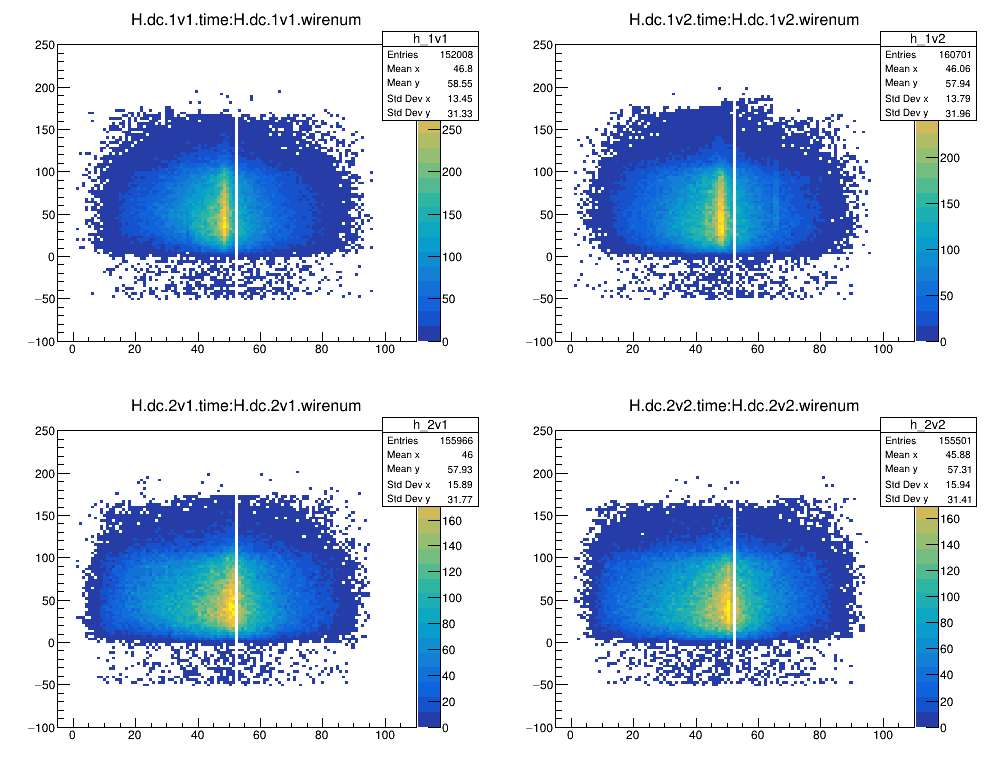 H.dc.1v1.time:H.dc.1v1.wirenum
h_1v1
Entries 152008
Mean x 46.8
Mean y 58.55
Std Dev x 13.45
Std Dev y 31.33
250
200
150
100
50
0
−50
−100
0 20 40 60 80 100
250
200
150
100
50
0
H.dc.1v2.time:H.dc.1v2.wirenum
h_1v2
Entries 160701
Mean x 46.06
Mean y 57.94
Std Dev x 13.79
Std Dev y 31.96
250
200
150
100
50
0
−50
−100
0 20 40 60 80 100
200
150
100
50
0
H.dc.2v1.time:H.dc.2v1.wirenum
h_2v1
Entries 155966
Mean x 46
Mean y 57.93
Std Dev x 15.89
Std Dev y 31.77
250
200
150
100
50
0
−50
−100
0 20 40 60 80 100
160
140
120
100
80
60
40
20
0
H.dc.2v2.time:H.dc.2v2.wirenum
h_2v2
Entries 155501
Mean x 45.88
Mean y 57.31
Std Dev x 15.94
Std Dev y 31.41
250
200
150
100
50
0
−50
−100
0 20 40 60 80 100
160
140
120
100
80
60
40
20
0